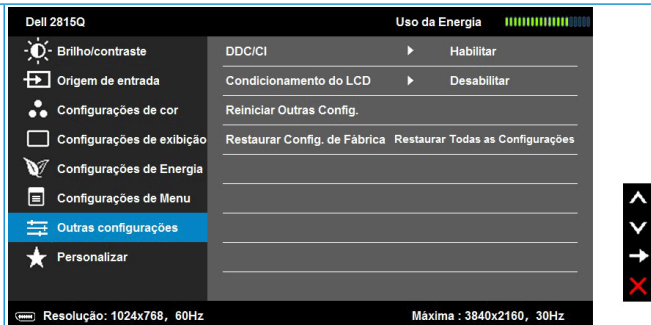 Dell 2815Q Uso da Energia
Brilho/contraste DDC/CI Habilitar
Origem de entrada Condicionamento do LCD Desabilitar
Configurações de cor Reiniciar Outras Config.
Configurações de exibição Restaurar Config. de Fábrica Restaurar Todas as Configurações
Configurações de Energia
Configurações de Menu
Outras configurações
Personalizar
Resolução: 1024x768, 60Hz Máxima : 3840x2160, 30Hz